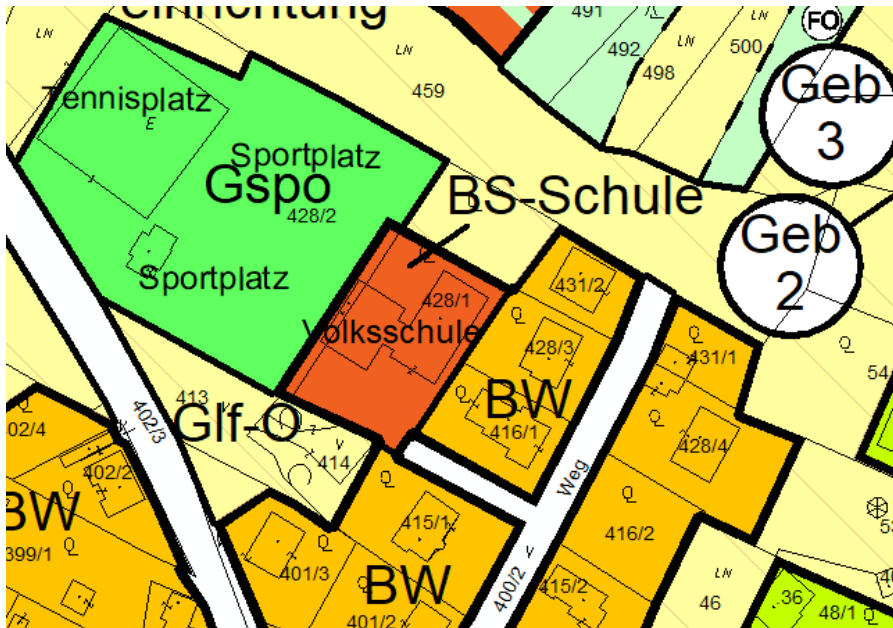 einrichtung
491
FO
LN
LN
LN
492
500
498
459
Geb
3
Tennisplatz
E
Sportplatz
Gspo
428/2
BS-Schule
Geb
2
Sportplatz
431/2
428/1
Volksschule
Q
Q
428/3
431/1
Q
54
413
Q
BW
Q
Glf-O
416/1
428/4
02/4
402/3
414
402/2
Weg
Q
Q
Q
BW
415/1
416/2
399/1
Q
Q
401/3
BW
400/2
415/2
LN
46
36
48/1
Q
401/2